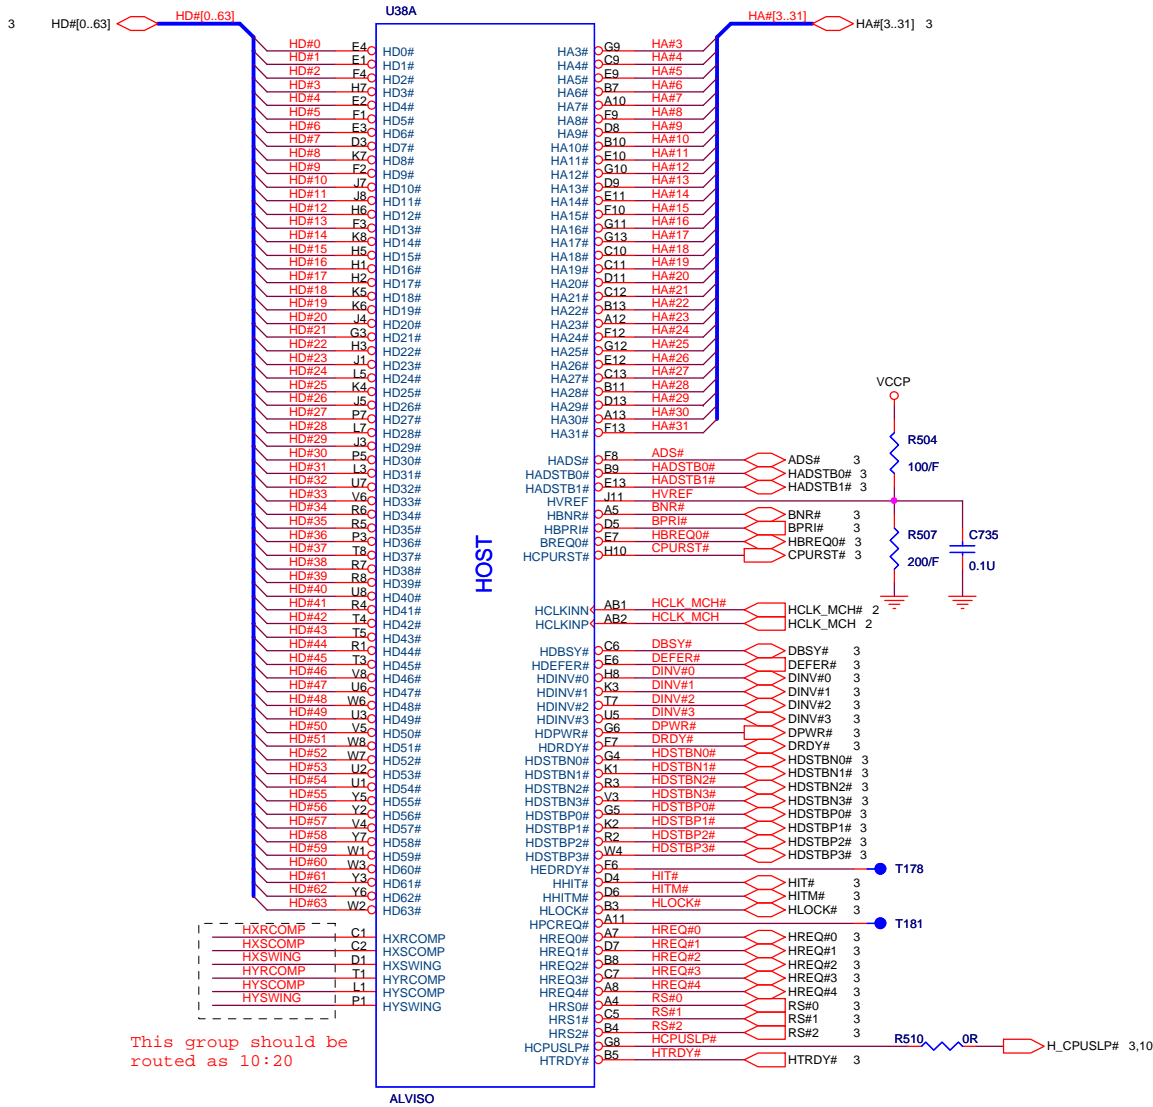 U38A
3 HD#[0..63] HD#[0..63] HA#[3..31] HA#[3..31] 3
HD#0 E4 HD0# HA3# G9 HA#3
HD#1 E1 HD1# HA4# C9 HA#4
HD#2 F4 HD2# HA5# E9 HA#5
HD#3 H7 HD3# HA6# B7 HA#6
HD#4 E2 HD4# HA7# A10 HA#7
HD#5 F1 HD5# HA8# F9 HA#8
HD#6 E3 HD6# HA9# D8 HA#9
HD#7 D3 HD7# HA10# B10 HA#10
HD#8 K7 HD8# HA11# E10 HA#11
HD#9 F2 HD9# HA12# G10 HA#12
HD#10 J7 HD10# HA13# D9 HA#13
HD#11 J8 HD11# HA14# E11 HA#14
HD#12 H6 HD12# HA15# F10 HA#15
HD#13 F3 HD13# HA16# G11 HA#16
HD#14 K8 HD14# HA17# G13 HA#17
HD#15 H5 HD15# HA18# C10 HA#18
HD#16 H1 HD16# HA19# C11 HA#19
HD#17 H2 HD17# HA20# D11 HA#20
HD#18 K5 HD18# HA21# C12 HA#21
HD#19 K6 HD19# HA22# B13 HA#22
HD#20 J4 HD20# HA23# A12 HA#23
HD#21 G3 HD21# HA24# F12 HA#24
HD#22 H3 HD22# HA25# G12 HA#25
HD#23 J1 HD23# HA26# E12 HA#26
HD#24 L5 HD24# HA27# C13 HA#27
HD#25 K4 HD25# HA28# B11 HA#28
HD#26 J5 HD26# HA29# D13 HA#29
HD#27 P7 HD27# HA30# A13 HA#30
HD#28 L7 HD28# HA31# F13 HA#31
HD#29 J3 HD29#
HD#30 P5 HD30# HADS# F8 ADS# ADS# 3
HD#31 L3 HD31# HADSTB0# B9 HADSTB0# HADSTB0# 3
HD#32 U7 HD32# HADSTB1# E13 HADSTB1# HADSTB1# 3
HD#33 V6 HD33# HVREF J11 HVREF
HD#34 R6 HD34# HBNR# A5 BNR# BNR# 3
HD#35 R5 HD35# HBPRI# D5 BPRI# BPRI# 3
HD#36 P3 HD36# BREQ0# E7 HBREQ0# HBREQ0# 3
HD#37 T8 HD37# HCPURST# H10 CPURST# CPURST# 3
VCCP
R504
100/F
R507
200/F
C735
0.1U
HOST
HD#38 R7 HD38#
HD#39 R8 HD39#
HD#40 U8 HD40#
HD#41 R4 HD41# HCLKINN AB1 HCLK_MCH# HCLK_MCH# 2
HD#42 T4 HD42# HCLKINP AB2 HCLK_MCH HCLK_MCH 2
HD#43 T5 HD43#
HD#44 R1 HD44# HDBSY# C6 DBSY# DBSY# 3
HD#45 T3 HD45# HDEFER# E6 DEFER# DEFER# 3
HD#46 V8 HD46# HDINV#0 H8 DINV#0 DINV#0 3
HD#47 U6 HD47# HDINV#1 K3 DINV#1 DINV#1 3
HD#48 W6 HD48# HDINV#2 T7 DINV#2 DINV#2 3
HD#49 U3 HD49# HDINV#3 U5 DINV#3 DINV#3 3
HD#50 V5 HD50# HDPWR# G6 DPWR# DPWR# 3
HD#51 W8 HD51# HDRDY# F7 DRDY# DRDY# 3
HD#52 W7 HD52# HDSTBN0# G4 HDSTBN0# HDSTBN0# 3
HD#53 U2 HD53# HDSTBN1# K1 HDSTBN1# HDSTBN1# 3
HD#54 U1 HD54# HDSTBN2# R3 HDSTBN2# HDSTBN2# 3
HD#55 Y5 HD55# HDSTBN3# V3 HDSTBN3# HDSTBN3# 3
HD#56 Y2 HD56# HDSTBP0# G5 HDSTBP0# HDSTBP0# 3
HD#57 V4 HD57# HDSTBP1# K2 HDSTBP1# HDSTBP1# 3
HD#58 Y7 HD58# HDSTBP2# R2 HDSTBP2# HDSTBP2# 3
HD#59 W1 HD59# HDSTBP3# W4 HDSTBP3# HDSTBP3# 3
HD#60 W3 HD60# HEDRDY# F6 T178
HD#61 Y3 HD61# HHIT# D4 HIT# HIT# 3
HD#62 Y6 HD62# HHITM# D6 HITM# HITM# 3
HD#63 W2 HD63# HLOCK# B3 HLOCK# HLOCK# 3
HPCREQ# A11 T181
HXRCOMP C1 HXRCOMP HREQ0# A7 HREQ#0 HREQ#0 3
HXSCOMP C2 HXSCOMP HREQ1# D7 HREQ#1 HREQ#1 3
HXSWING D1 HXSWING HREQ2# B8 HREQ#2 HREQ#2 3
HYRCOMP T1 HYRCOMP HREQ3# C7 HREQ#3 HREQ#3 3
HYSCOMP L1 HYSCOMP HREQ4# A8 HREQ#4 HREQ#4 3
HYSWING P1 HYSWING HRS0# A4 RS#0 RS#0 3
HRS1# C5 RS#1 RS#1 3
HRS2# B4 RS#2 RS#2 3
HCPUSLP# G8 HCPUSLP# R510 0R H_CPUSLP# 3,10
HTRDY# B5 HTRDY# HTRDY# 3
This group should be
routed as 10:20
ALVISO